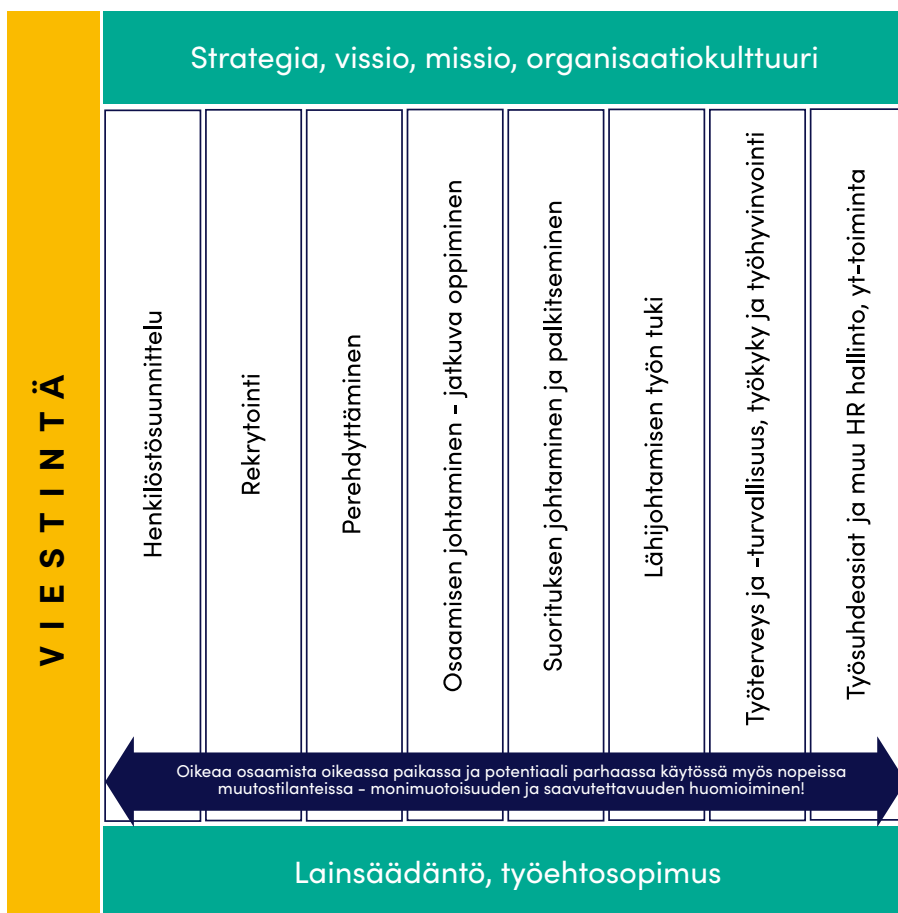 Strategia, vissio, missio, organisaatiokulttuuri
VIESTINTÄ
Henkilöstösuunnittelu
Rekrytointi
Perehdyttäminen
Osaamisen johtaminen - jatkuva oppiminen
Suorituksen johtaminen ja palkitseminen
Lähijohtamisen työn tuki
Työterveys ja -turvallisuus, työkyky ja työhyvinvointi
Työsuhdeasiat ja muu HR hallinto, yt-toiminta
Oikeaa osaamista oikeassa paikassa ja potentiaali parhaassa käytössä myös nopeissa
muutostilanteissa - monimuotoisuuden ja saavutettavuuden huomioiminen!
Lainsäädäntö, työehtosopimus